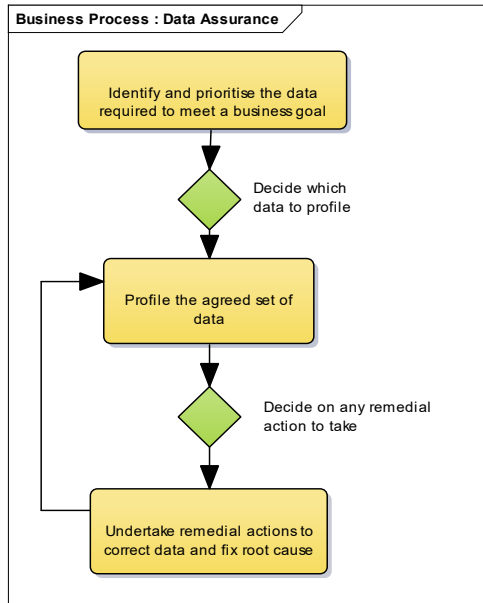 Business Process : Data Assurance
Identify and prioritise the data
required to meet a business goal
Decide which
data to profile
Profile the agreed set of
data
Decide on any remedial
action to take
Undertake remedial actions to
correct data and fix root cause